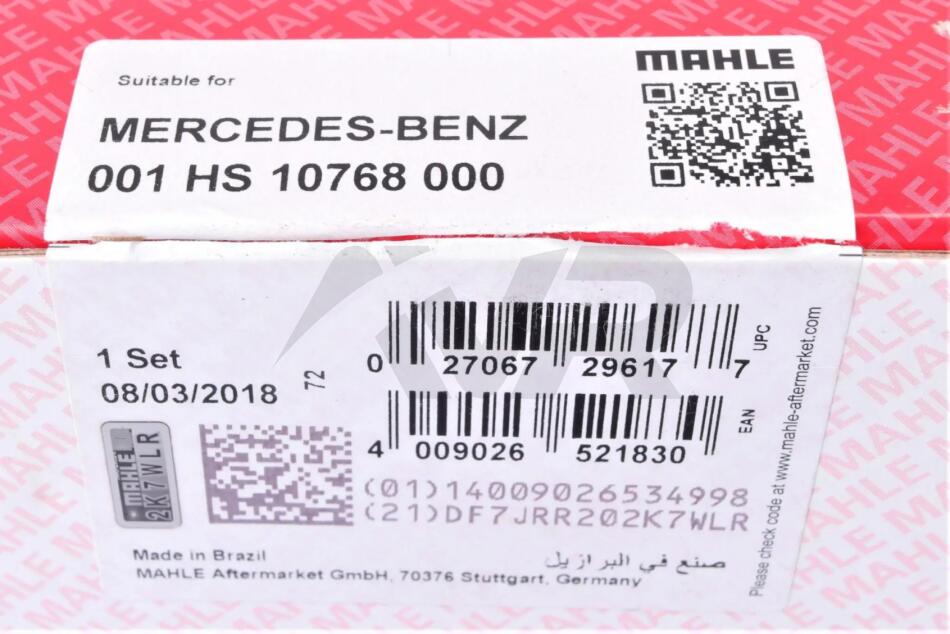 MAHLE
Suitable for
MERCEDES-BENZ
001 HS 10768 000
1 Set
08/03/2018
72
0 27067 29617 7
UPC
4 009026 521830
EAN
MAHLE
2K7WLR
(01)14009026534998
(21)DF7JRR202K7WLR
Made in Brazil
صنع في البرازيل
MAHLE Aftermarket GmbH, 70376 Stuttgart, Germany
Please check code at www.mahle-aftermarket.com